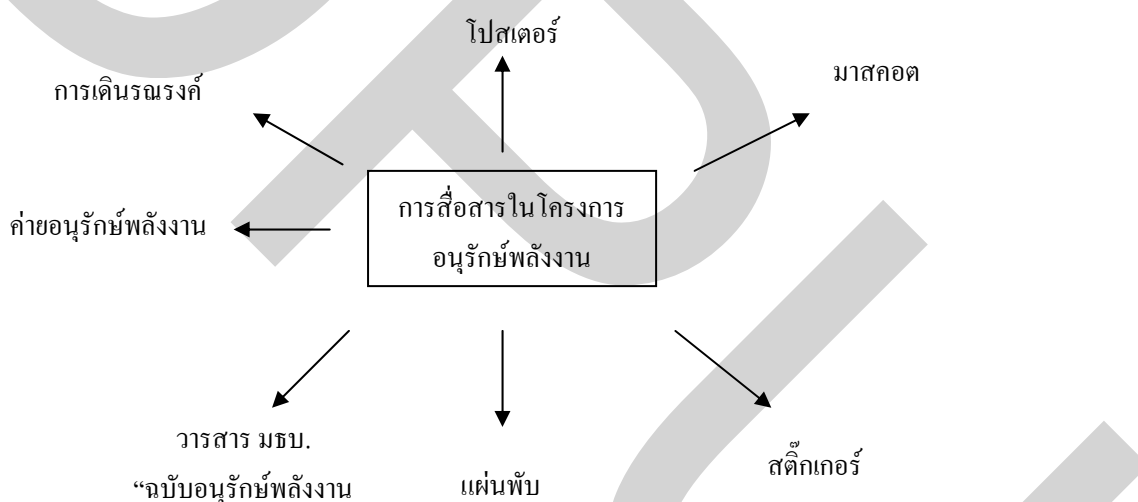 โปสเตอร์
มาสคอต
การเดินรณรงค์
การสื่อสารในโครงการ
อนุรักษ์พลังงาน
ค่ายอนุรักษ์พลังงาน
วารสาร มธบ.
“ฉบับอนุรักษ์พลังงาน
แผ่นพับ
สติ๊กเกอร์